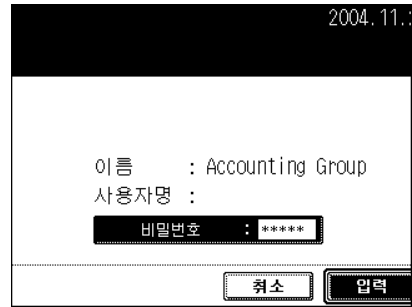 2004.11.
이름 : Accounting Group
사용자명 :
비밀번호 : *****
취소 입력